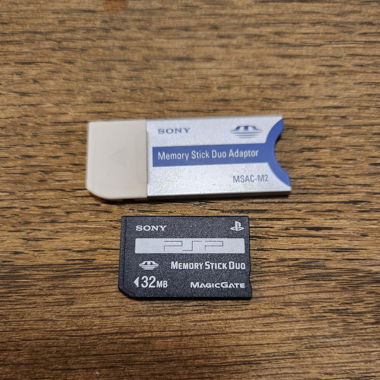 SONY
Memory Stick Duo Adaptor
MSAC-M2
SONY
PSP
MEMORY STICK DUO
32MB
MAGICGATE